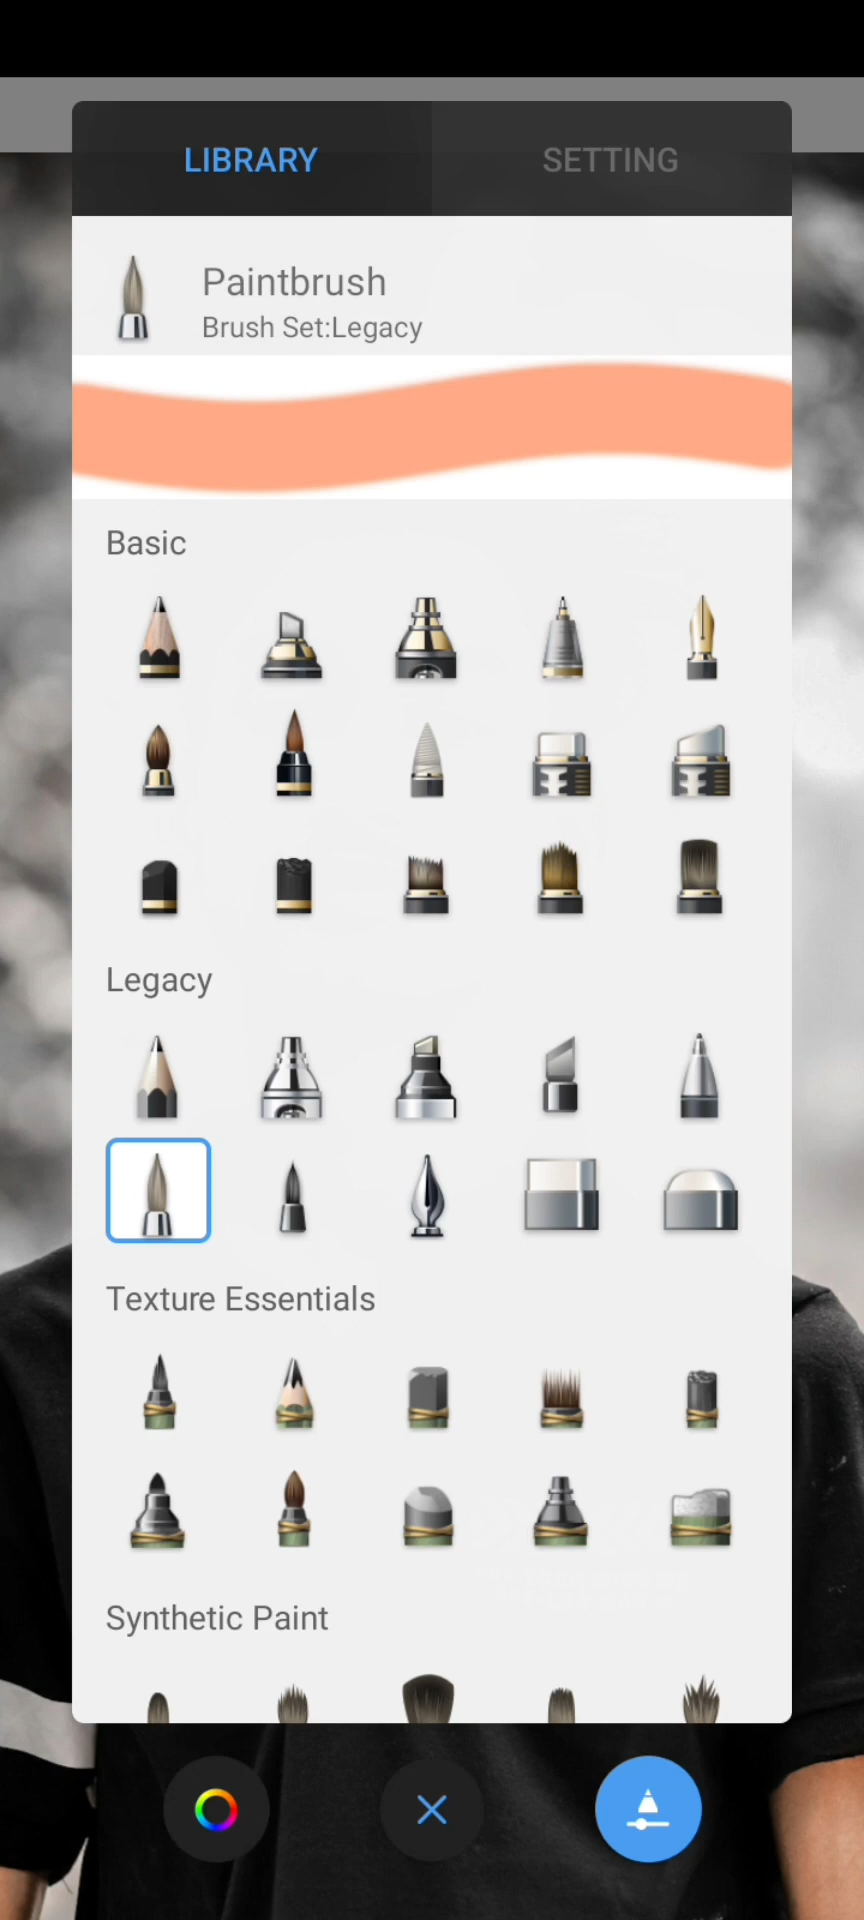 LIBRARY
SETTING
Paintbrush
Brush Set:Legacy
Basic
Legacy
Texture Essentials
Synthetic Paint